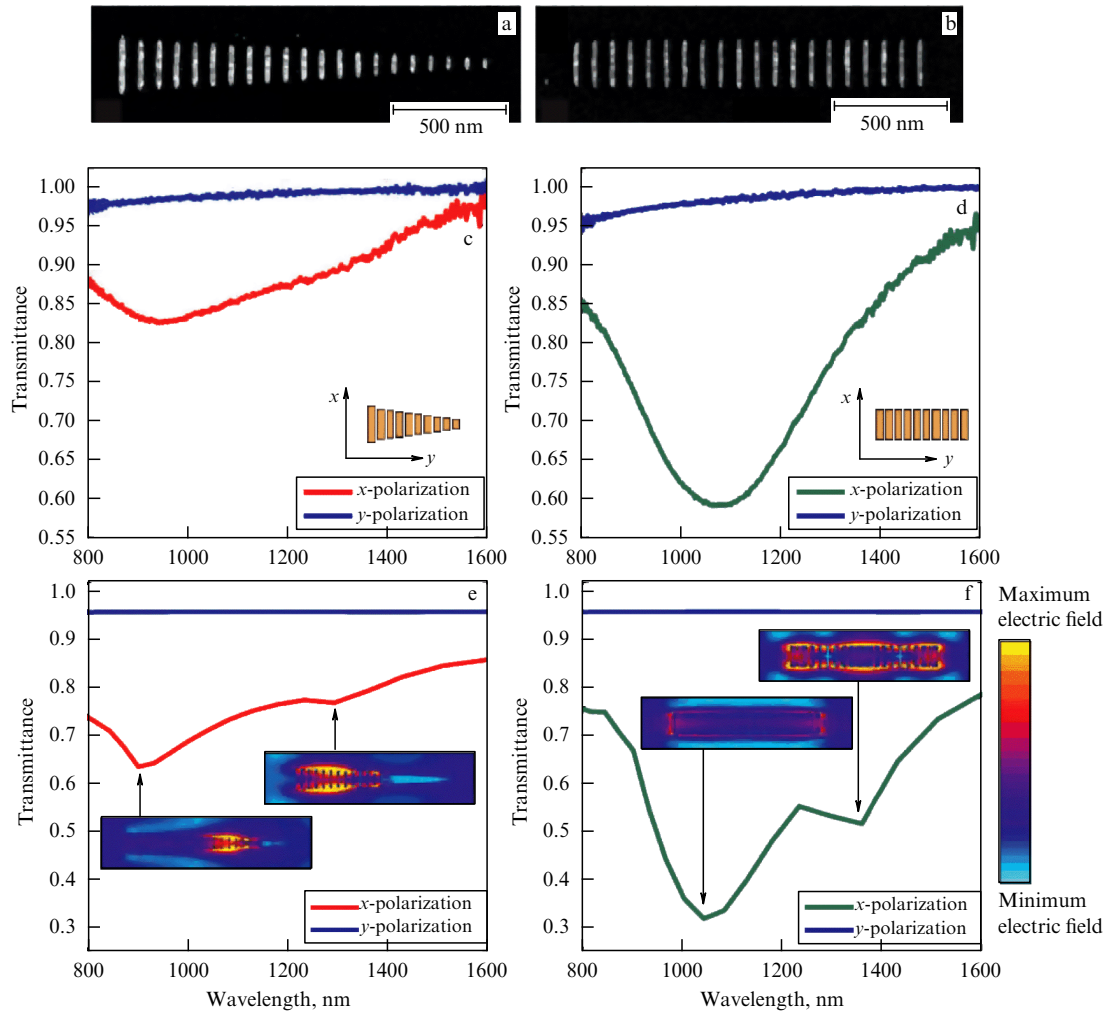 a
b
500 nm
500 nm
Transmittance
1.00
0.95
0.90
0.85
0.80
0.75
0.70
0.65
0.60
0.55
c
x
y
x-polarization
y-polarization
800
1000
1200
1400
1600
Transmittance
1.00
0.95
0.90
0.85
0.80
0.75
0.70
0.65
0.60
0.55
d
x
y
x-polarization
y-polarization
800
1000
1200
1400
1600
Transmittance
1.0
0.9
0.8
0.7
0.6
0.5
0.4
0.3
e
x-polarization
y-polarization
800
1000
1200
1400
1600
Wavelength, nm
Transmittance
1.0
0.9
0.8
0.7
0.6
0.5
0.4
0.3
f
x-polarization
y-polarization
800
1000
1200
1400
1600
Wavelength, nm
Maximum
electric field
Minimum
electric field